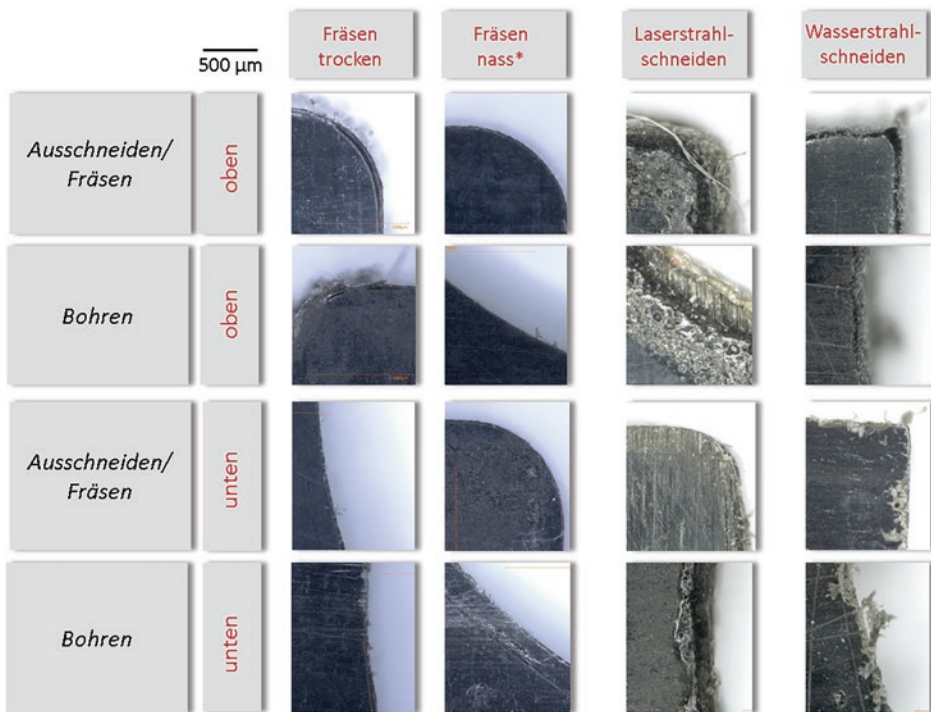 500 µm
Fräsen
trocken
Fräsen
nass*
Laserstrahl-
schneiden
Wasserstrahl-
schneiden
Ausschneiden/
Fräsen
oben
Bohren
oben
Ausschneiden/
Fräsen
unten
Bohren
unten